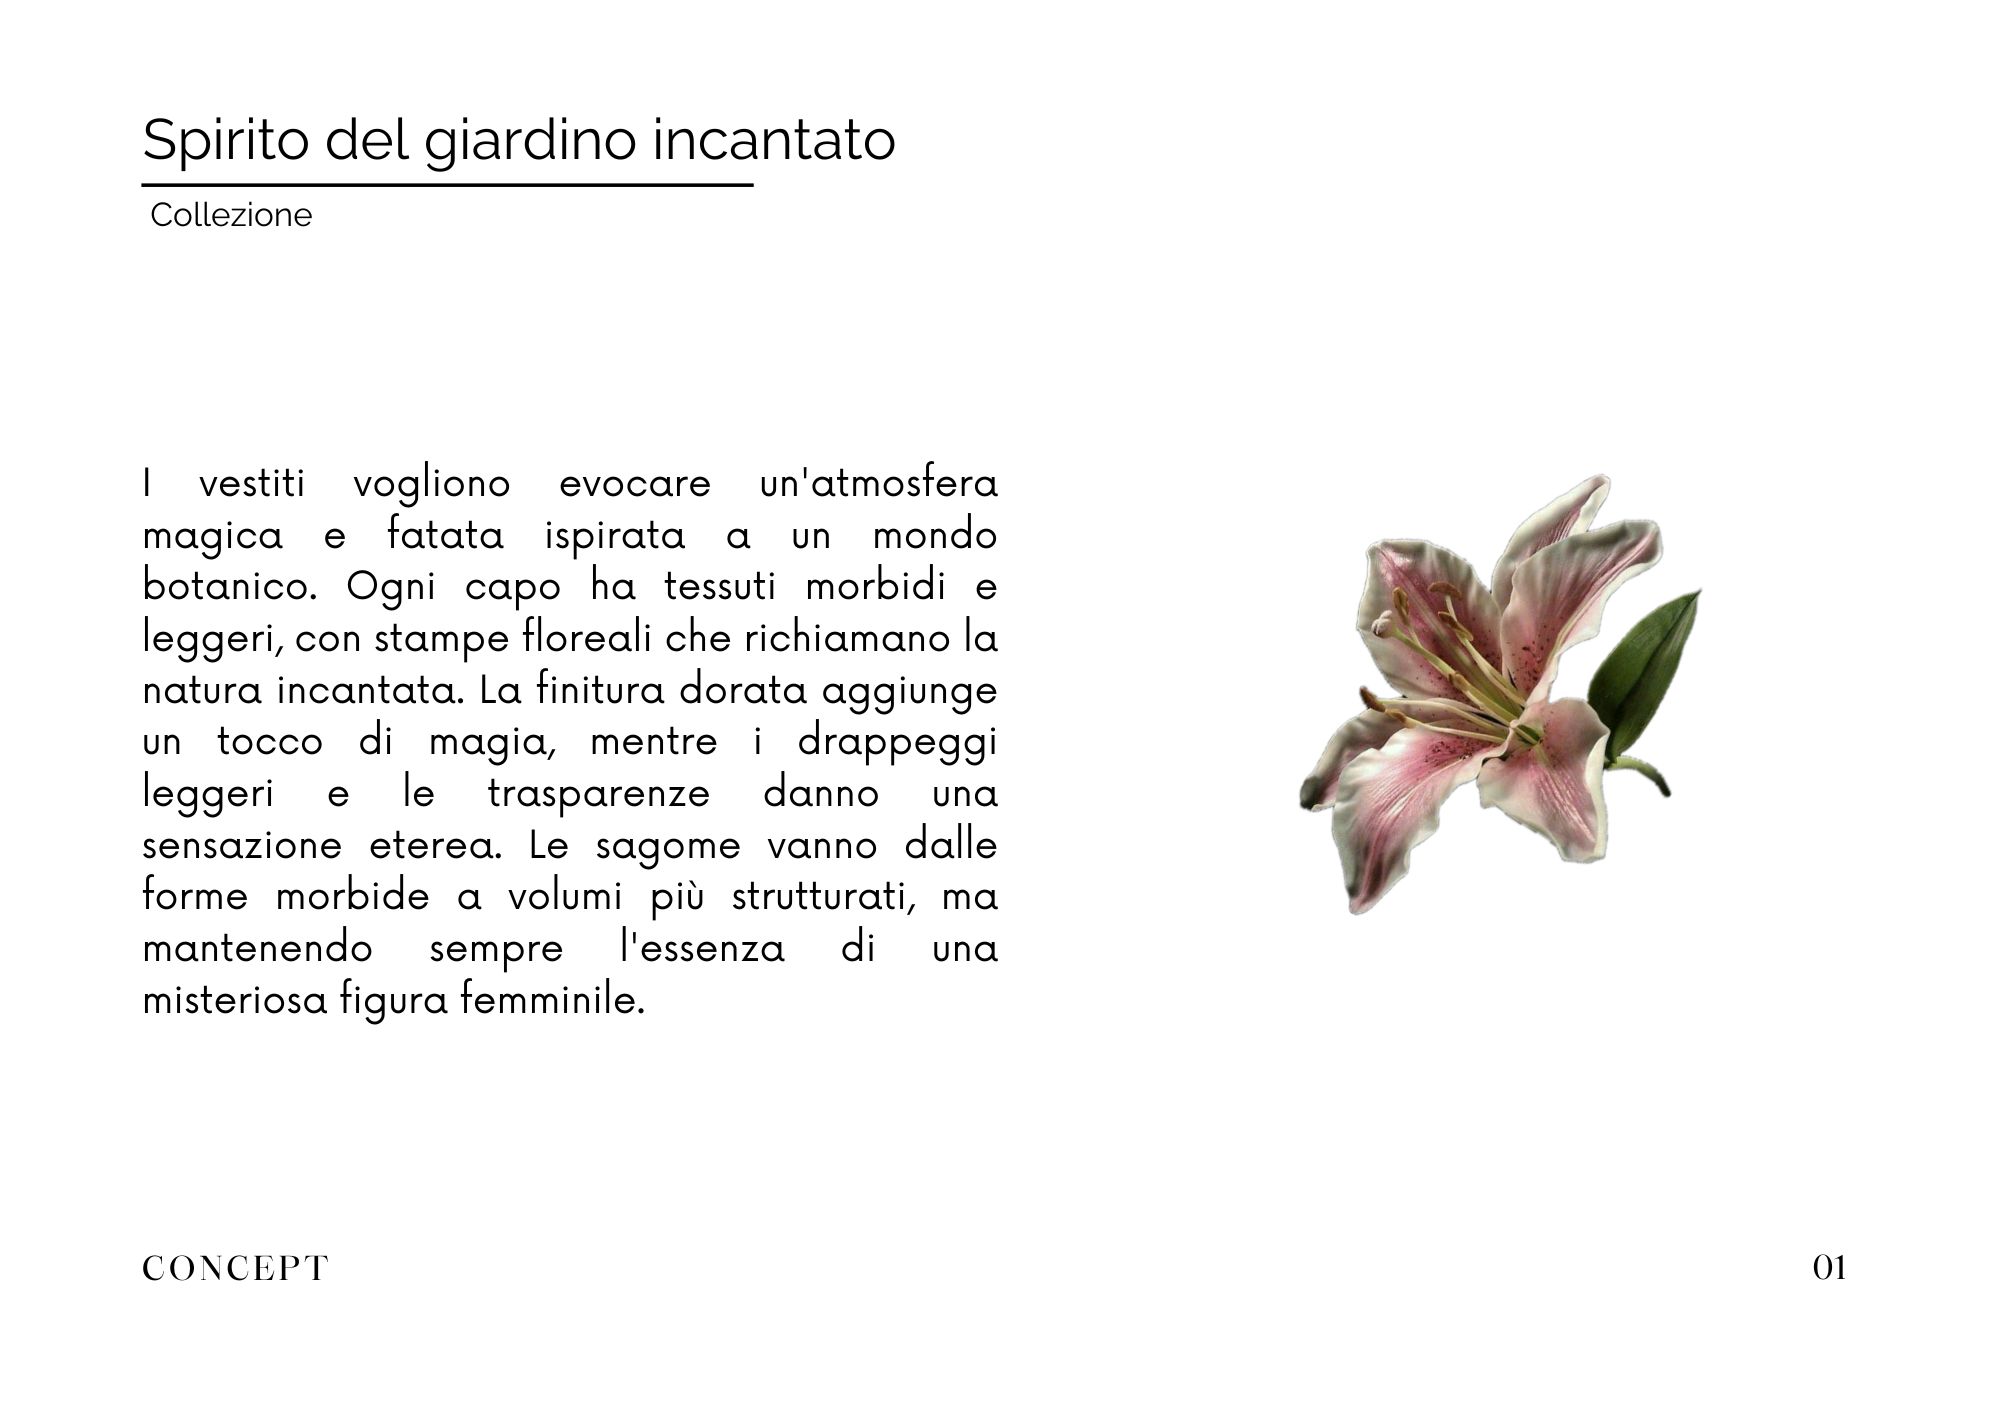 Spirito del giardino incantato
Collezione
I vestiti vogliono evocare un'atmosfera
magica e fatata ispirata a un mondo
botanico. Ogni capo ha tessuti morbidi e
leggeri, con stampe floreali che richiamano la
natura incantata. La finitura dorata aggiunge
un tocco di magia, mentre i drappeggi
leggeri e le trasparenze danno una
sensazione eterea. Le sagome vanno dalle
forme morbide a volumi più strutturati, ma
mantenendo sempre l'essenza di una
misteriosa figura femminile.
CONCEPT
01